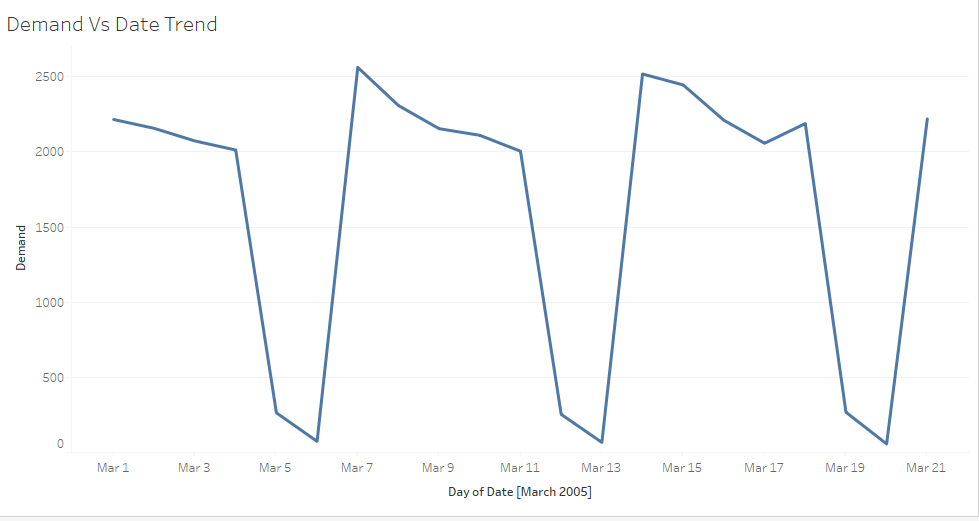 Demand Vs Date Trend
2500
2000
1500
1000
500
0
Demand
Mar 1 Mar 3 Mar 5 Mar 7 Mar 9 Mar 11 Mar 13 Mar 15 Mar 17 Mar 19 Mar 21
Day of Date [March 2005]